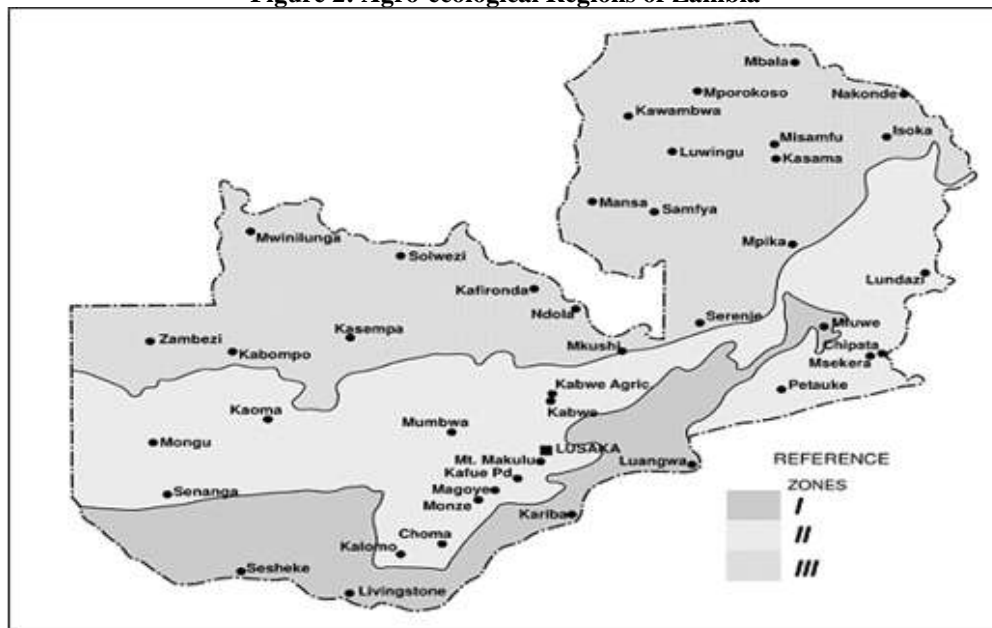 Figure 2: Agro-ecological Regions of Zambia
Mbala
Mporokoso
Nakonde
Kawambwa
Misamfu
Isoka
Luwingu
Kasama
Mansa
Samfya
Mwinilunga
Mpika
Solwezi
Lundazi
Kafironda
Ndola
Serenje
Mfuwe
Zambezi
Kasempa
Mkushi
Kabompo
Chipata
Msekera
Kabwe Agric
Petauke
Kabwe
Kaoma
Mumbwa
Mongu
LUSAKA
Mt. Makulu
Luangwa
REFERENCE
Kafue Pd
ZONES
Senanga
Magoye
I
Monze
Kariba
II
Choma
Kalomo
III
Sesheke
Livingstone